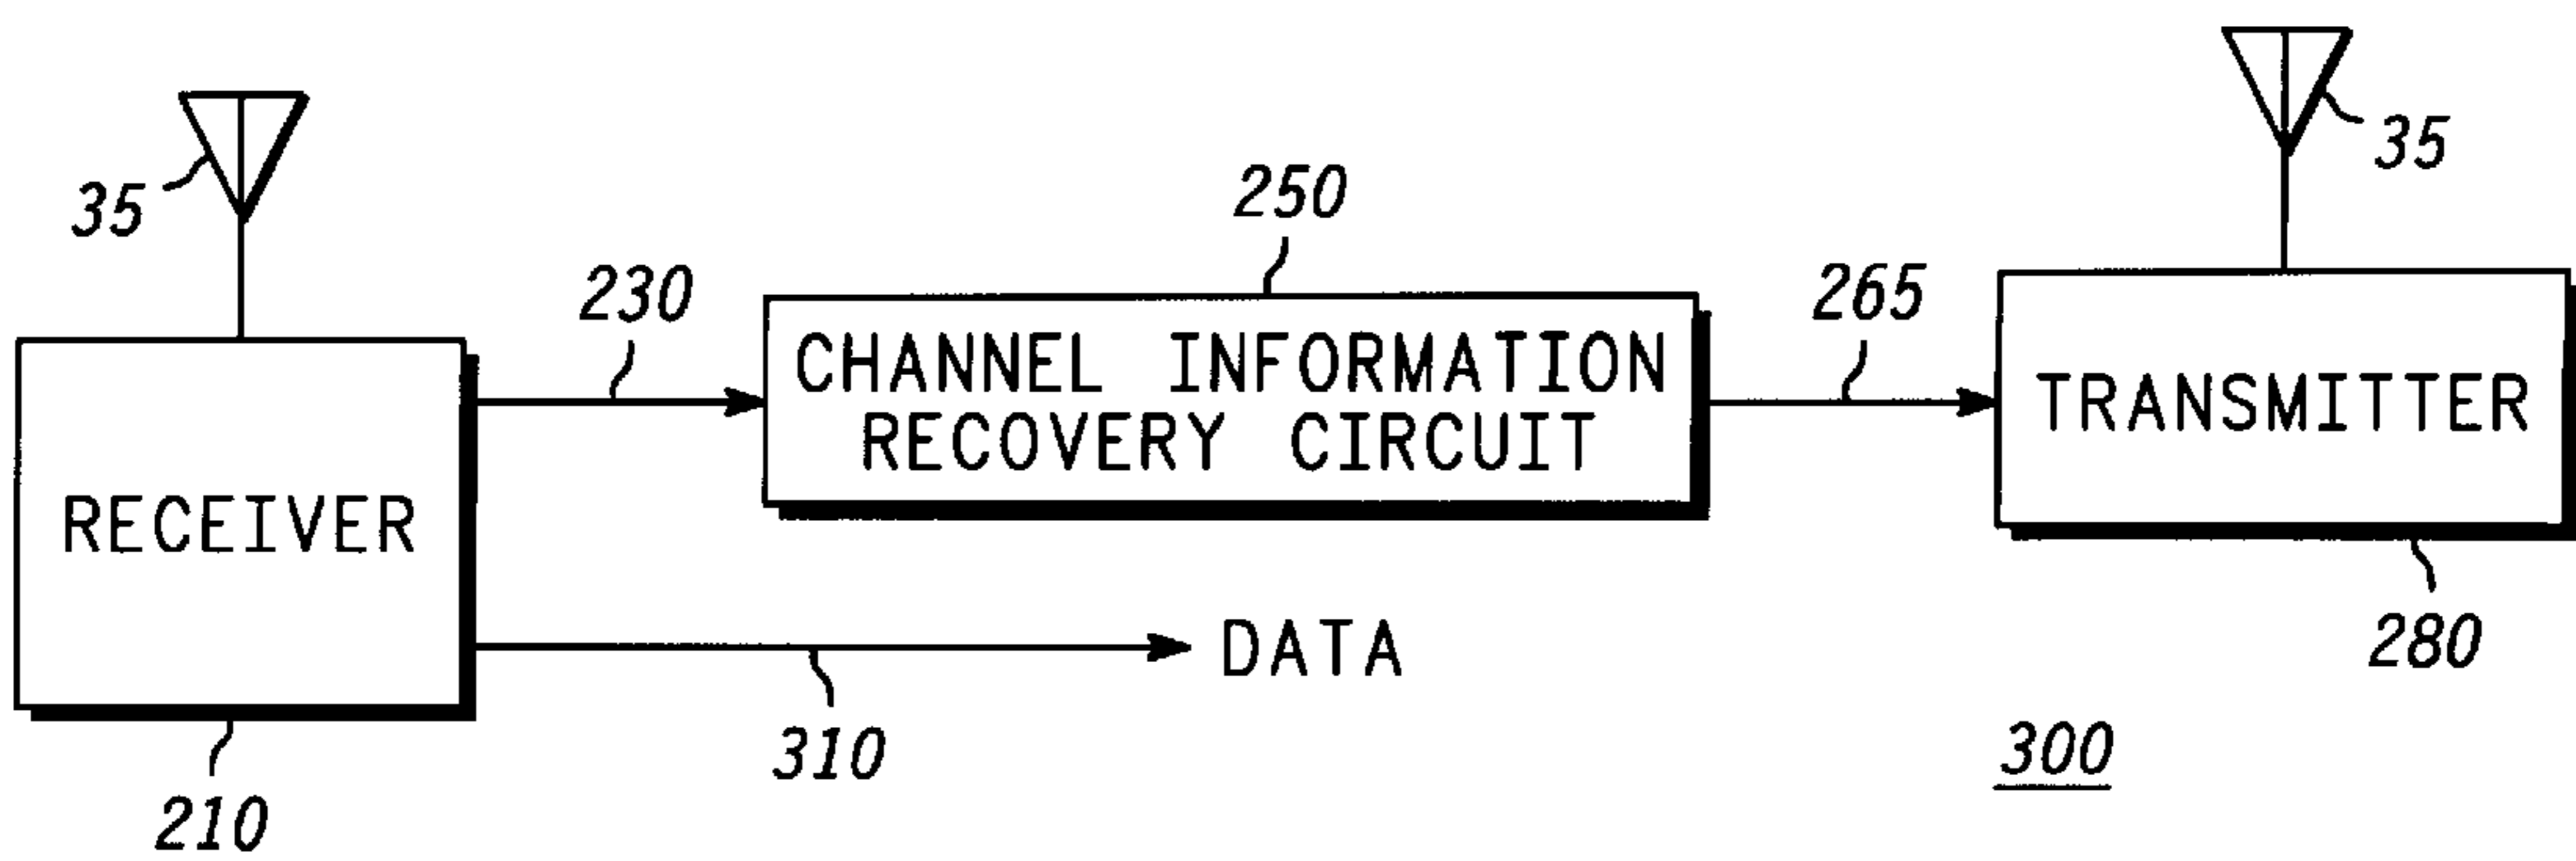 35
35
250
230
265
CHANNEL INFORMATION
RECOVERY CIRCUIT
TRANSMITTER
RECEIVER
DATA
280
310
300
210